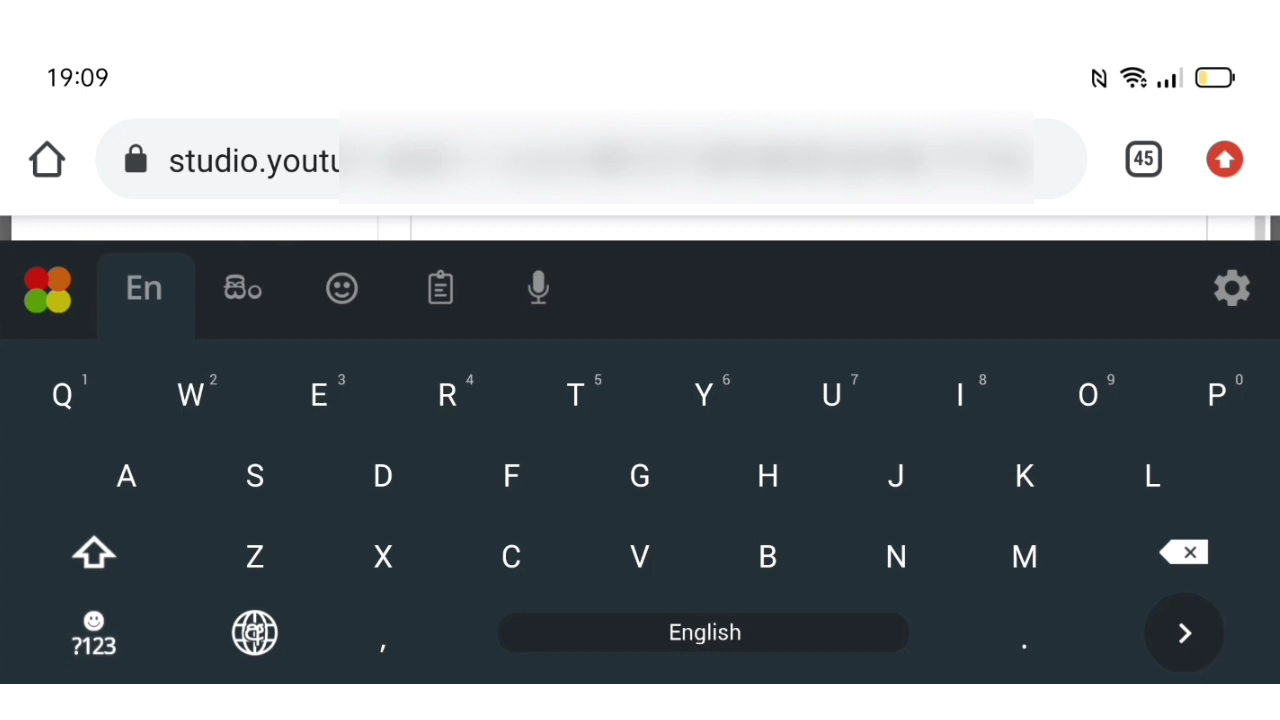 19:09
studio.youtu
45
En සිං
Q 1 W 2 E 3 R 4 T 5 Y 6 U 7 I 8 O 9 P 0
A S D F G H J K L
Z X C V B N M
?123 අ , English .